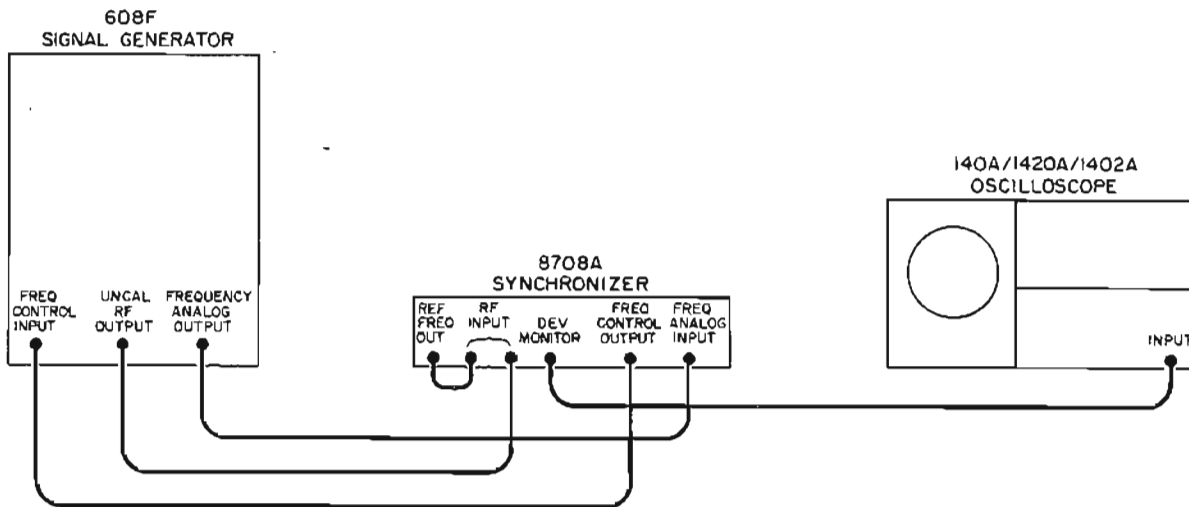 608F
SIGNAL GENERATOR
FREQ
CONTROL
INPUT
UNCAL
RF
OUTPUT
FREQUENCY
ANALOG
OUTPUT
8708A
SYNCHRONIZER
REF
FREQ
OUT
RF
INPUT
DEV
MONITOR
FREQ
CONTROL
OUTPUT
FREQ
ANALOG
INPUT
140A/1420A/1402A
OSCILLOSCOPE
INPUT